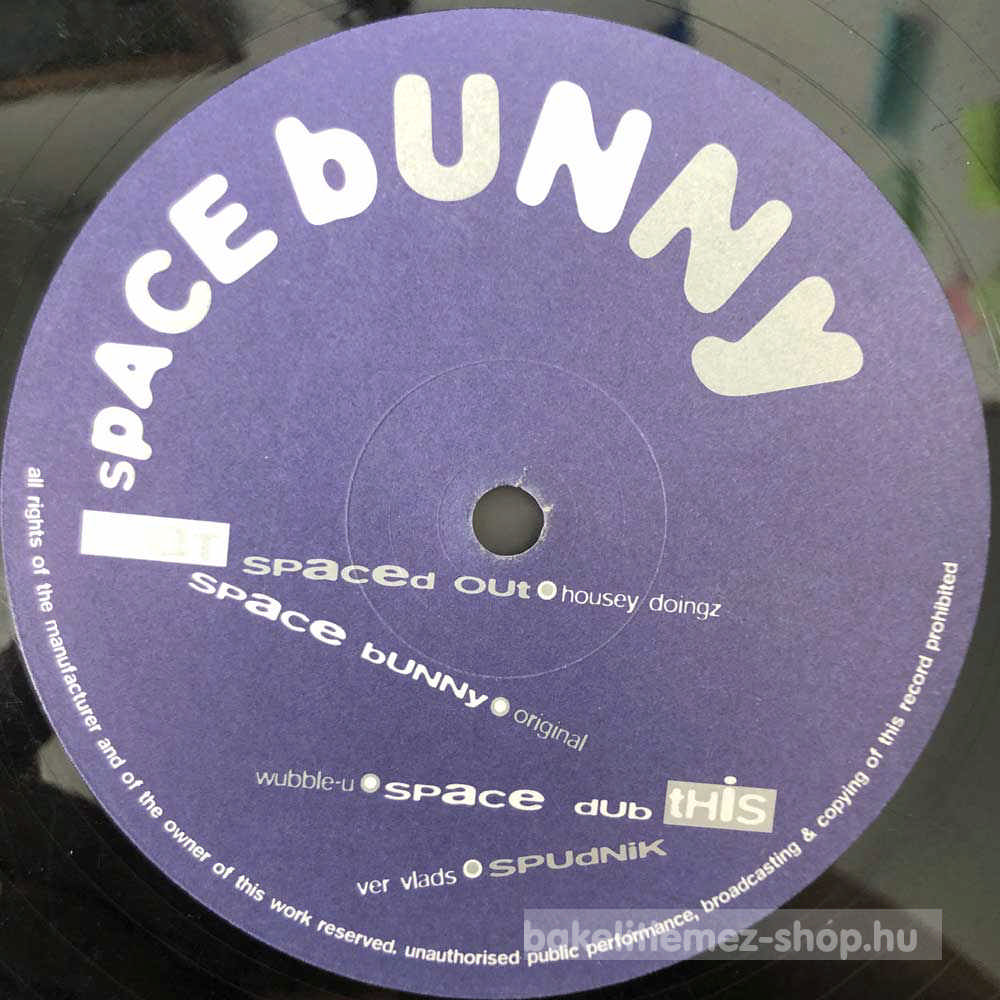 sPACE bUNNy
spaced out housey doingz
space bUNNy original
wubble-u space dub tHiS
ver vlads SPUdNiK
all rights of the manufacturer and of the owner of this work reserved. unauthorised public performance, broadcasting & copying of this record prohibited
bakelitlemez-shop.hu